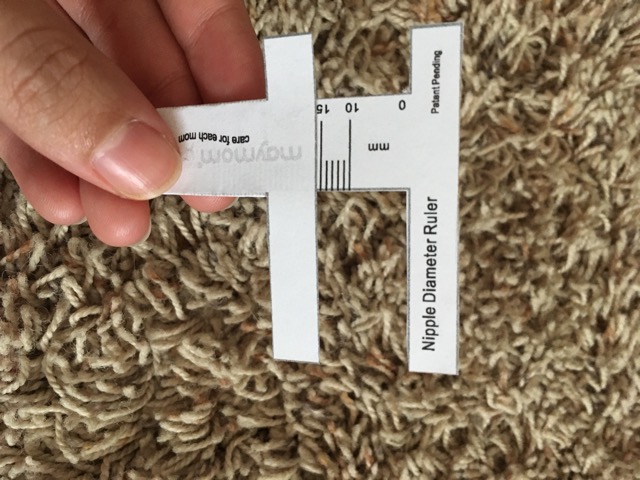 Patent Pending
Nipple Diameter Ruler
0
10
15
mm
maymom
care for each mom